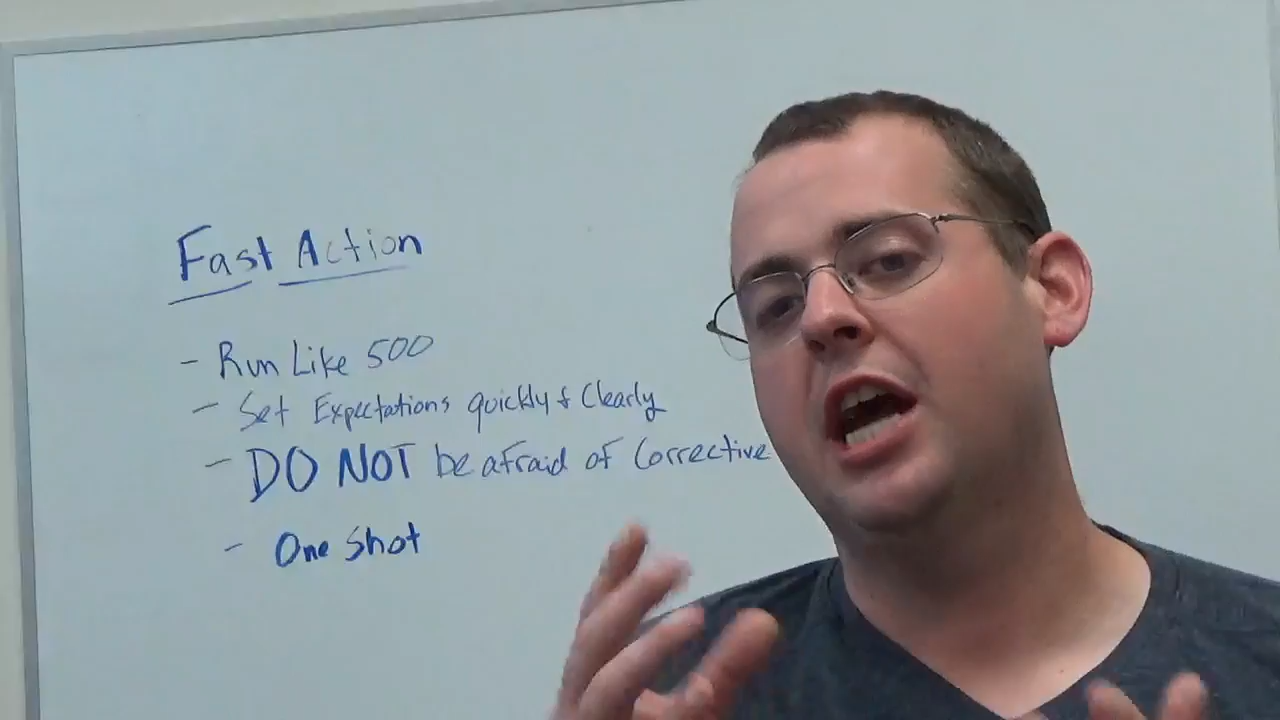 Fast Action
- Run Like 500
- Set Expectations quickly & Clearly
- DO NOT be afraid of Corrective
- One Shot